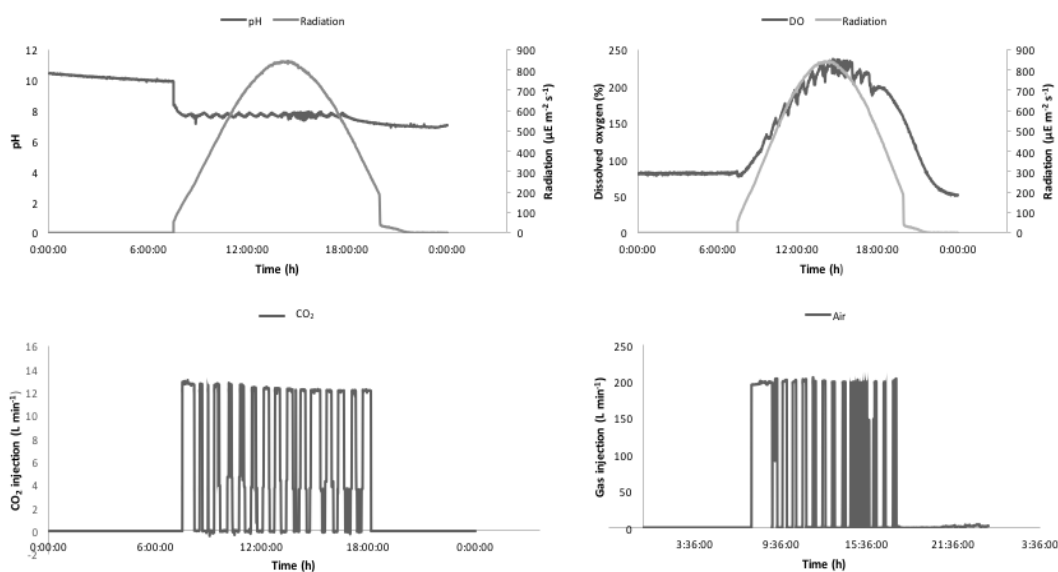 pH Radiation
12
10
8
6
4
2
0
pH
900
800
700
600
500
400
300
200
100
0
Radiation (µE m⁻² s⁻¹)
0:00:00 6:00:00 12:00:00 18:00:00 0:00:00
Time (h)
DO Radiation
250
200
150
100
50
0
Dissolved oxygen (%)
900
800
700
600
500
400
300
200
100
0
Radiation (µE m⁻² s⁻¹)
0:00:00 6:00:00 12:00:00 18:00:00 0:00:00
Time (h)
CO₂
16
14
12
10
8
6
4
2
0
-2
CO₂ injection (L min⁻¹)
0:00:00 6:00:00 12:00:00 18:00:00 0:00:00
Time (h)
Air
250
200
150
100
50
0
Gas injection (L min⁻¹)
3:36:00 9:36:00 15:36:00 21:36:00 3:36:00
Time (h)